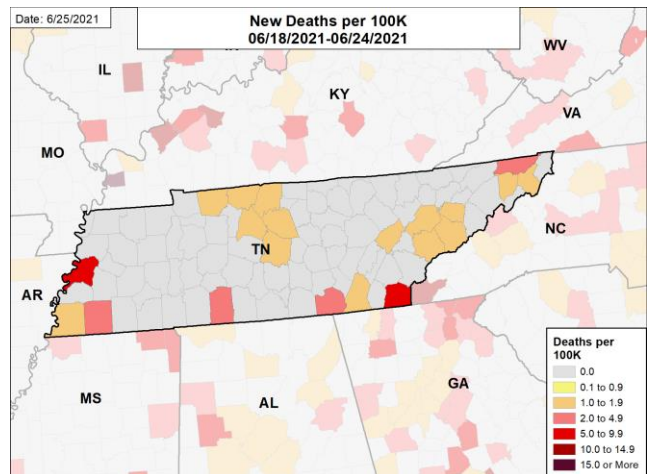 Date: 6/25/2021
New Deaths per 100K
06/18/2021-06/24/2021
WV
IL
KY
VA
MO
NC
TN
AR
MS
AL
GA
Deaths per
100K
0.0
0.1 to 0.9
1.0 to 1.9
2.0 to 4.9
5.0 to 9.9
10.0 to 14.9
15.0 or More